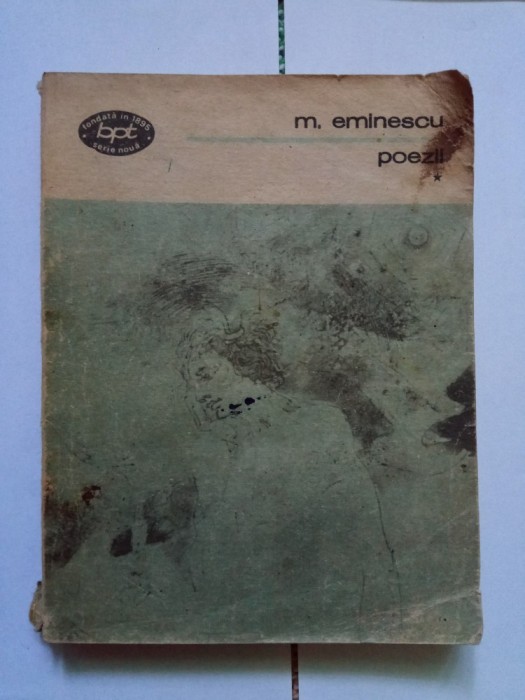 fondată în 1895
bpt
serie nouă
m. eminescu
poezii
*